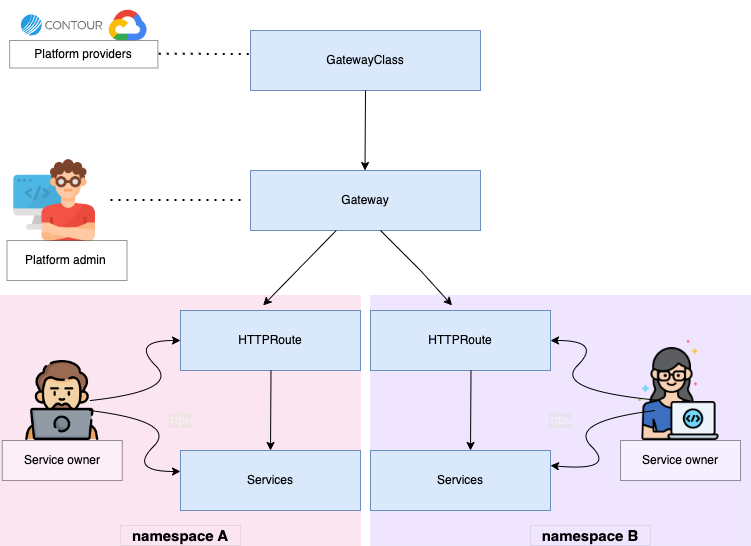 CONTOUR
Platform providers
GatewayClass
Gateway
Platform admin
HTTPRoute
HTTPRoute
Service owner
Services
Services
Service owner
namespace A
namespace B